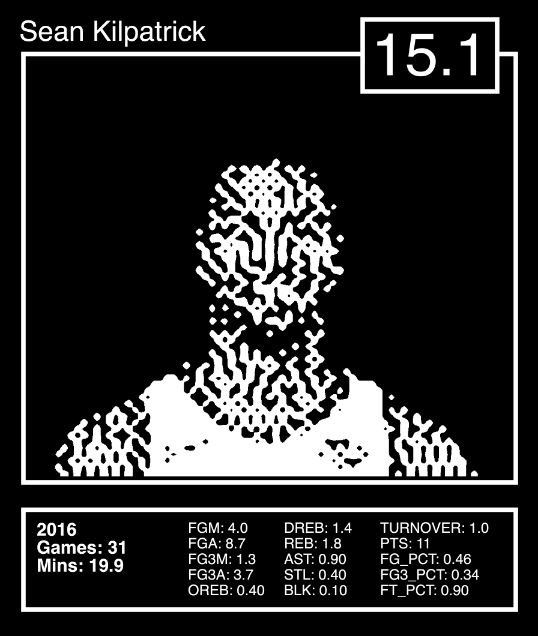 Sean Kilpatrick
15.1
2016
Games: 31
Mins: 19.9
FGM: 4.0
FGA: 8.7
FG3M: 1.3
FG3A: 3.7
OREB: 0.40
DREB: 1.4
REB: 1.8
AST: 0.90
STL: 0.40
BLK: 0.10
TURNOVER: 1.0
PTS: 11
FG_PCT: 0.46
FG3_PCT: 0.34
FT_PCT: 0.90